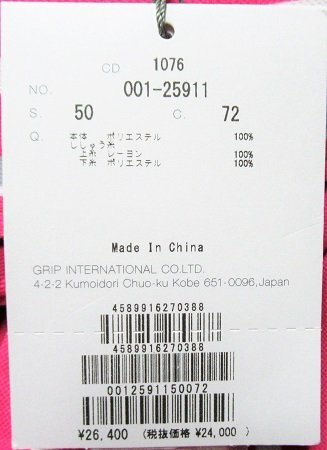 CD 1076
NO. 001-25911
S. 50 C. 72
Q. 本体 ポリエステル 100%
ししゅう糸
上糸 レーヨン 100%
下糸 ポリエステル 100%
Made In China
GRIP INTERNATIONAL CO.LTD.
4-2-2 Kumoidori Chuo-ku Kobe 651-0096,Japan
4589916270388
4589916270388
0012591150072
¥26,400 (税抜価格 ¥24,000 )